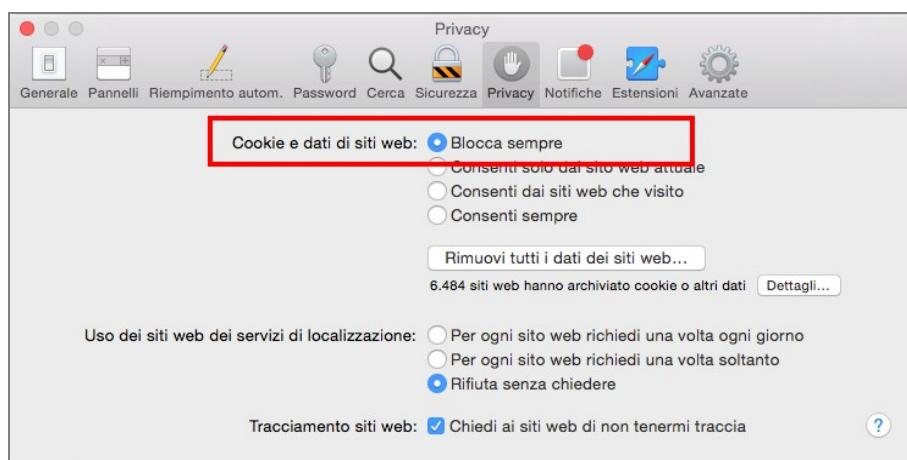 Privacy
Generale Pannelli Riempimento autom. Password Cerca Sicurezza Privacy Notifiche Estensioni Avanzate
Cookie e dati di siti web: Blocca sempre
Consenti solo dal sito web attuale
Consenti dai siti web che visito
Consenti sempre
Rimuovi tutti i dati dei siti web...
6.484 siti web hanno archiviato cookie o altri dati Dettagli...
Uso dei siti web dei servizi di localizzazione: Per ogni sito web richiedi una volta ogni giorno
Per ogni sito web richiedi una volta soltanto
Rifiuta senza chiedere
Tracciamento siti web: Chiedi ai siti web di non tenermi traccia ?